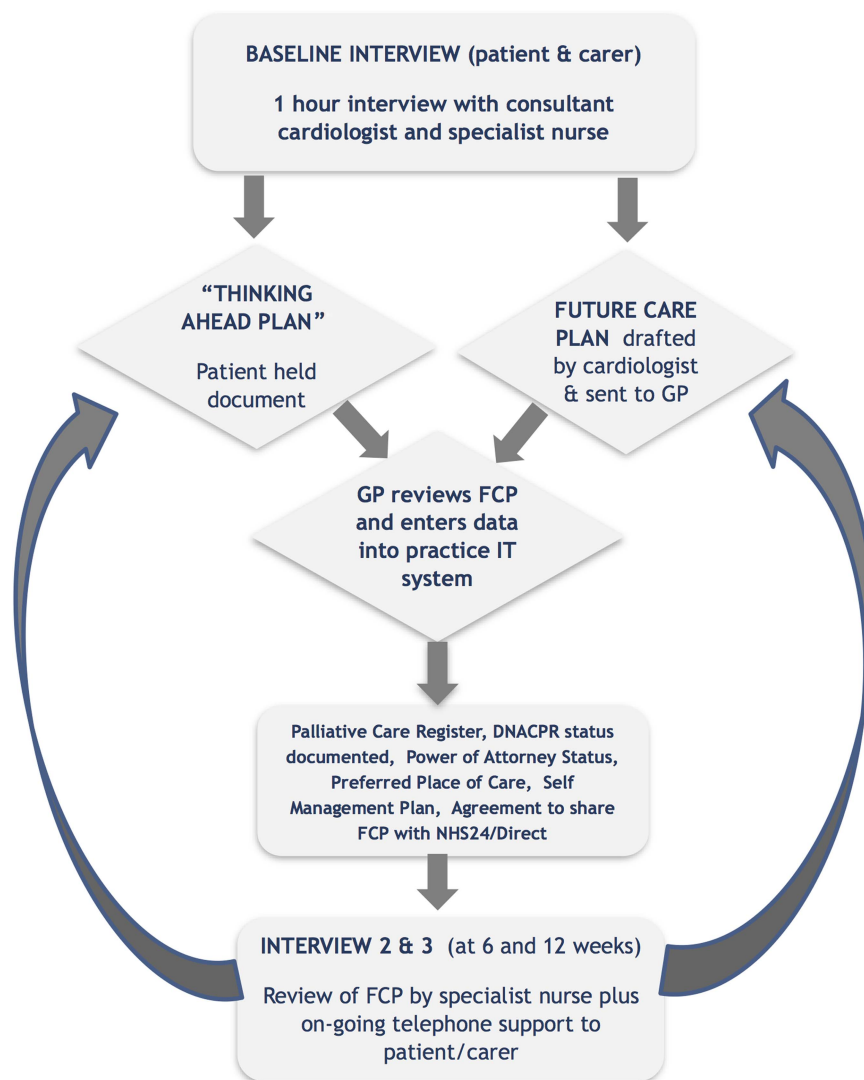 BASELINE INTERVIEW (patient & carer)
1 hour interview with consultant
cardiologist and specialist nurse
“THINKING
AHEAD PLAN”
Patient held
document
FUTURE CARE
PLAN drafted
by cardiologist
& sent to GP
GP reviews FCP
and enters data
into practice IT
system
Palliative Care Register, DNACPR status
documented, Power of Attorney Status,
Preferred Place of Care, Self
Management Plan, Agreement to share
FCP with NHS24/Direct
INTERVIEW 2 & 3 (at 6 and 12 weeks)
Review of FCP by specialist nurse plus
on-going telephone support to
patient/carer